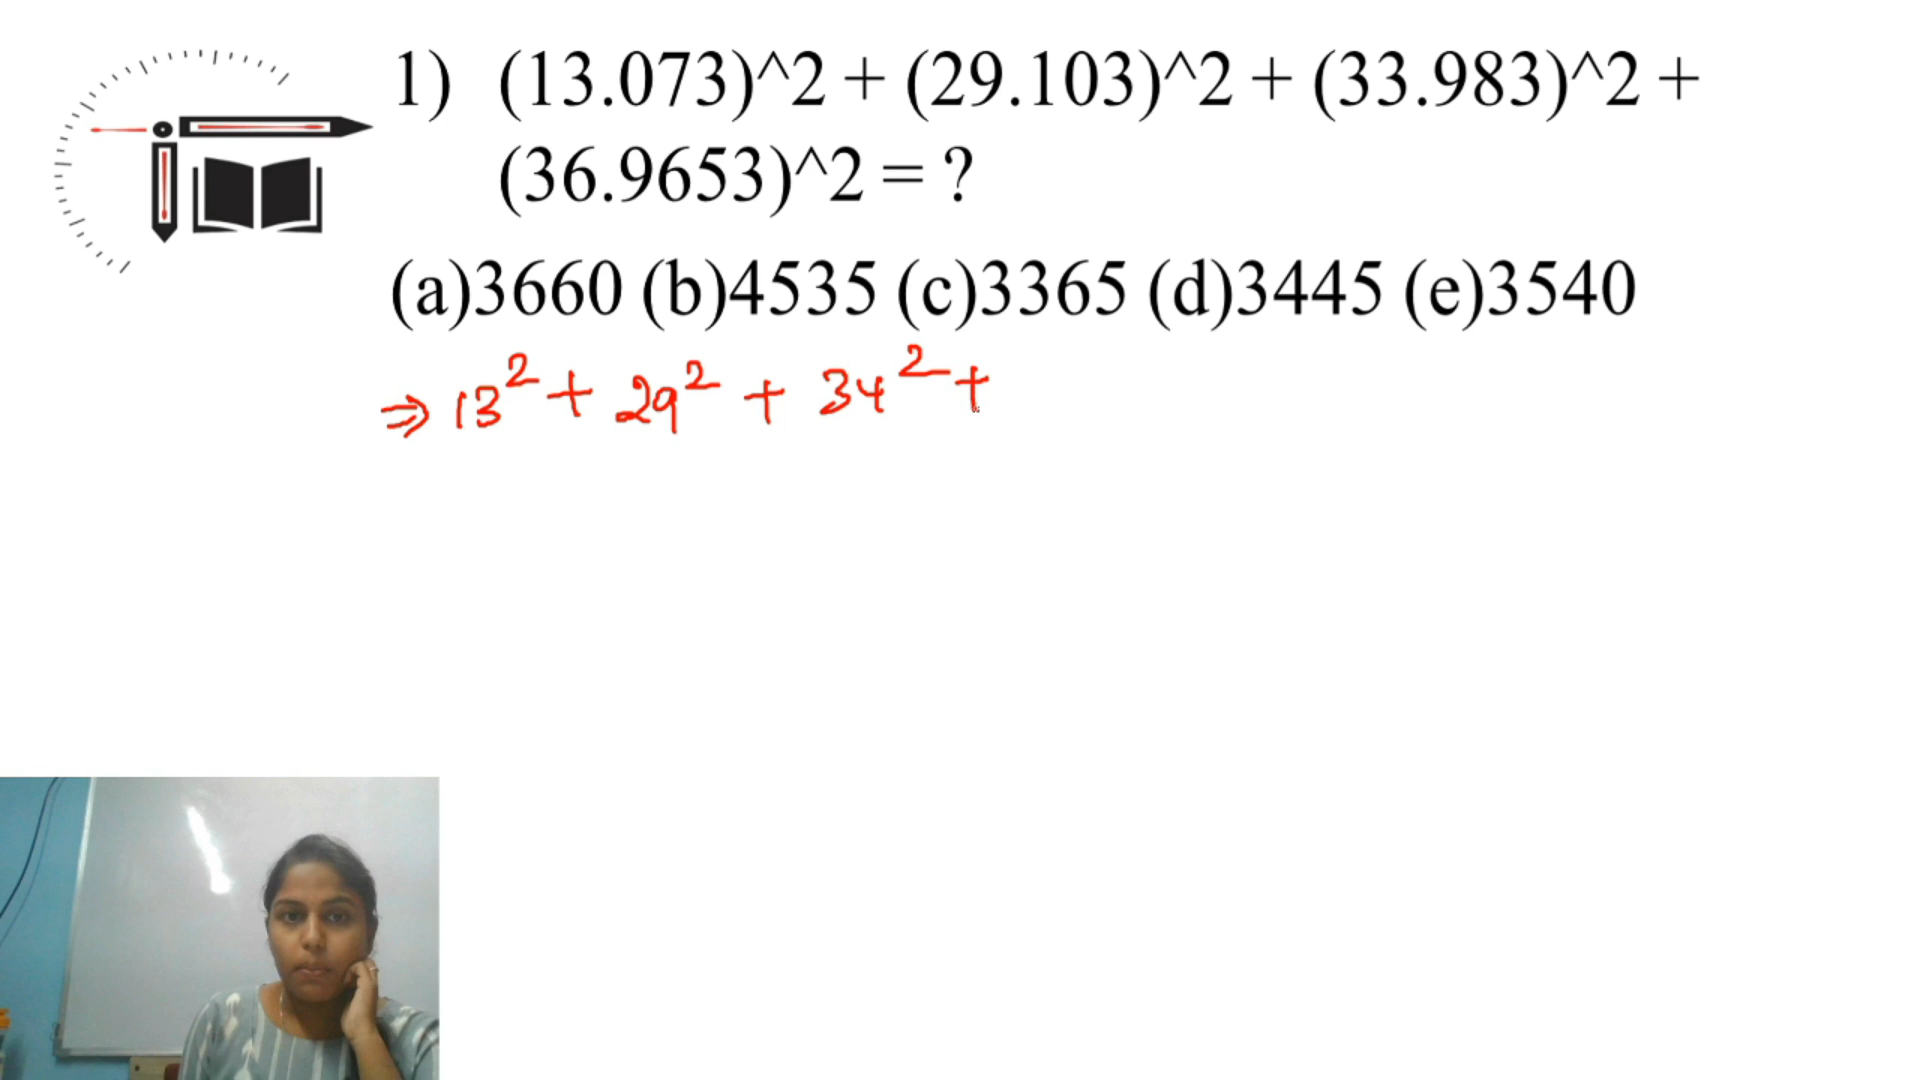 1) (13.073)^2 + (29.103)^2 + (33.983)^2 +
(36.9653)^2 = ?
(a)3660 (b)4535 (c)3365 (d)3445 (e)3540
⇒ 13² + 29² + 34² +